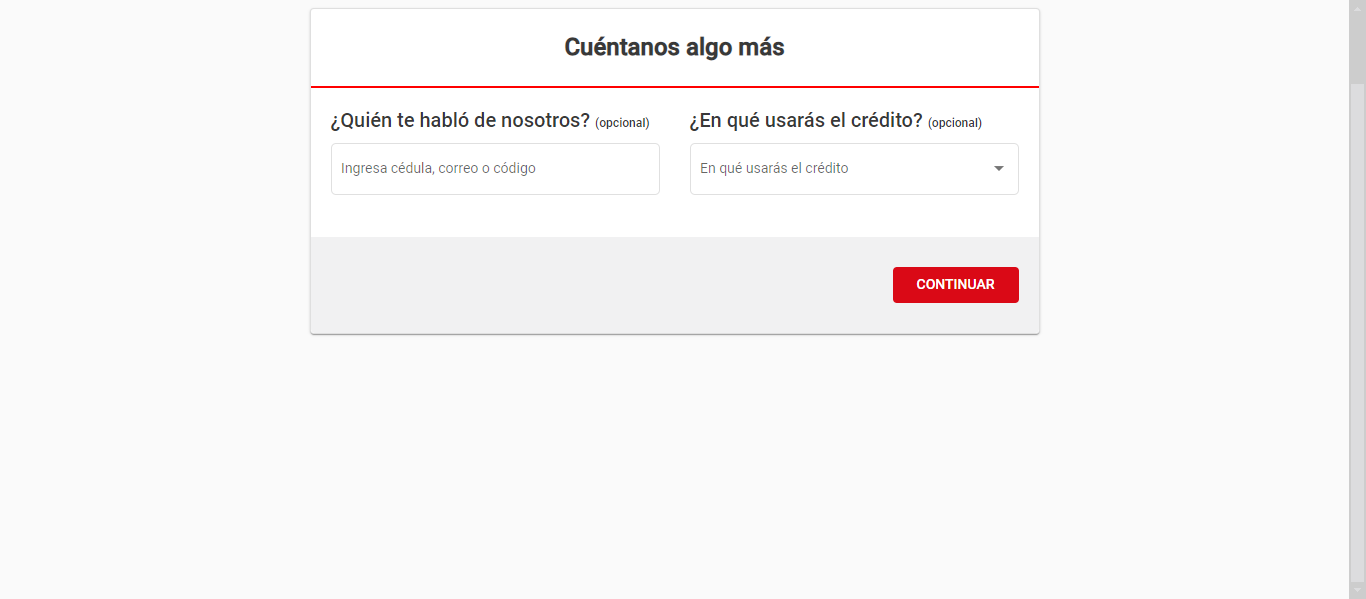 Cuéntanos algo más
¿Quién te habló de nosotros? (opcional)
Ingresa cédula, correo o código
¿En qué usarás el crédito? (opcional)
En qué usarás el crédito
CONTINUAR